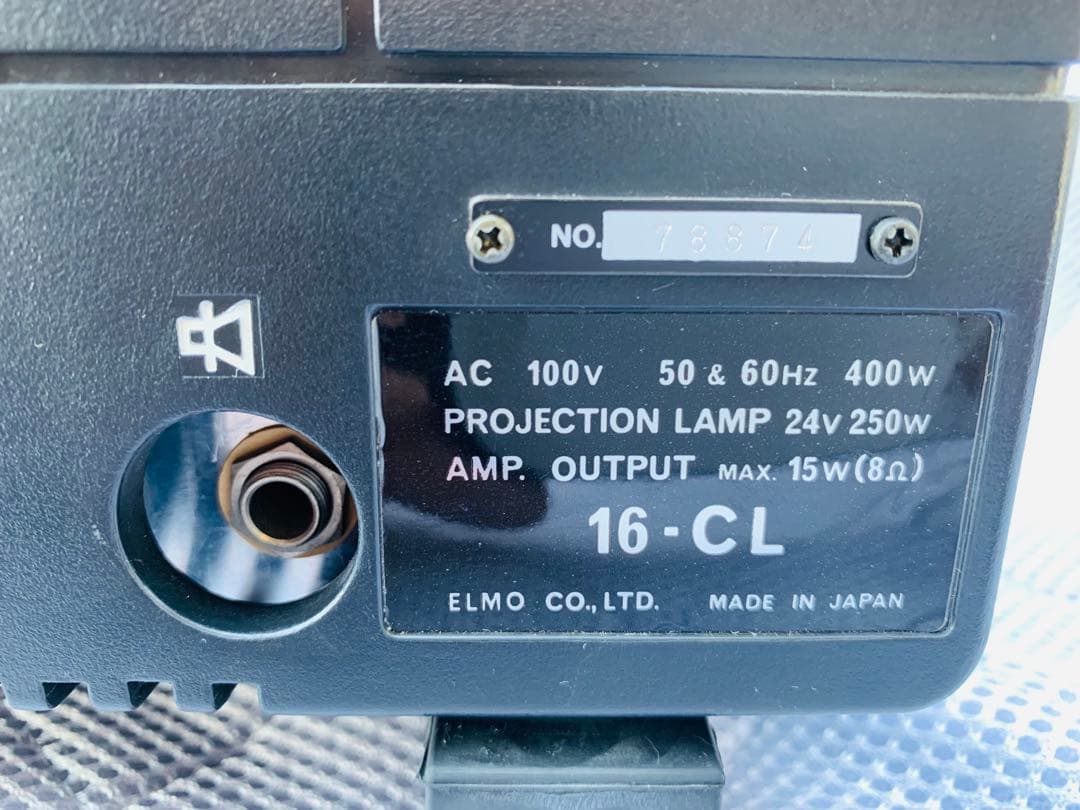 NO. 78874
AC 100V 50 & 60Hz 400W
PROJECTION LAMP 24V 250W
AMP. OUTPUT MAX. 15W (8Ω)
16-CL
ELMO CO., LTD. MADE IN JAPAN